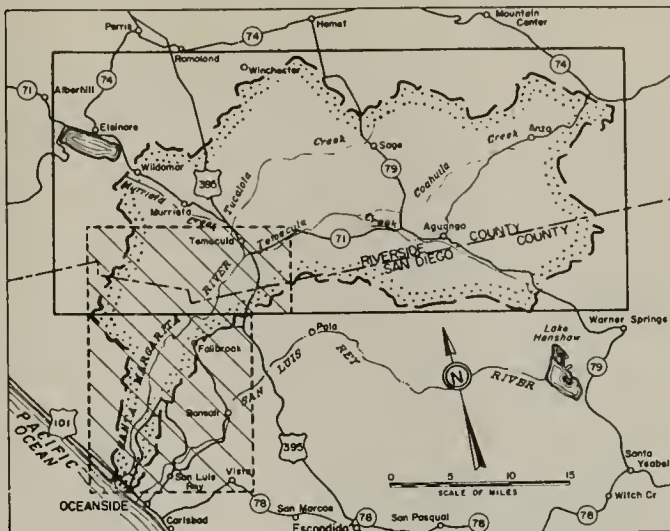 Perris
Romoland
74
Hemet
Mountain
Center
74
71
Alberhill
74
Winchester
Elsinore
Sage
Creek
Creek
Anza
Wildomar
395
Tucalota
79
Coahuila
Murrieta
Murrieta
Creek
Temecula
Temecula
Creek
71
Aguanga
RIVERSIDE COUNTY
SAN DIEGO COUNTY
SANTA MARGARITA RIVER
Warner Springs
Lake
Henshaw
79
Fallbrook
Pala
SAN LUIS REY RIVER
N
Bonsall
PACIFIC
OCEAN
101
395
San Luis
Rey
Vista
OCEANSIDE
Carlsbad
78
San Marcos
Escondido
78
San Pasqual
78
Santa
Ysabel
Witch Cr
0 5 10 15
SCALE OF MILES